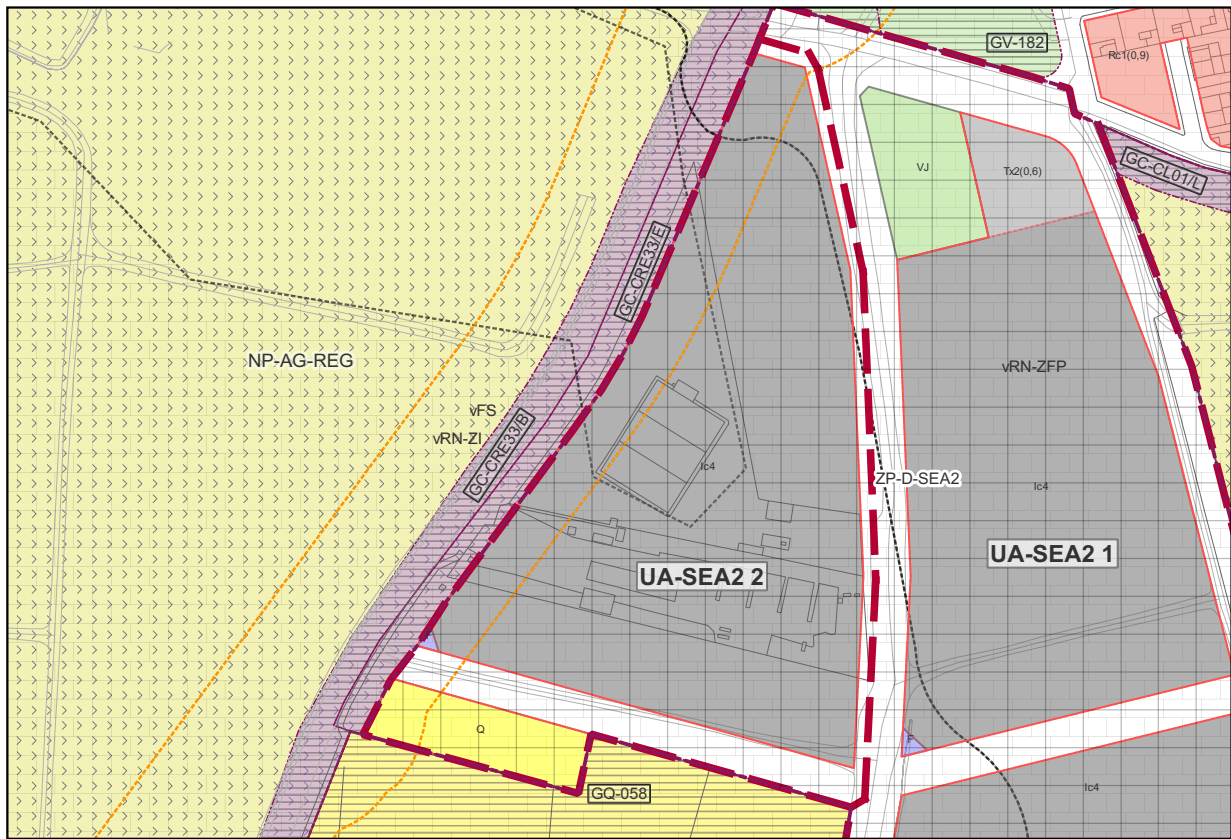 GV-182
Rc1(0,9)
GC-CL01/L
VJ
Tx2(0,6)
GC-CRE33/E
NP-AG-REG
vRN-ZFP
vFS
vRN-ZI
GC-CRE33/B
Ic4
ZP-D-SEA2
Ic4
UA-SEA2 1
UA-SEA2 2
Q
F
GQ-058
Ic4